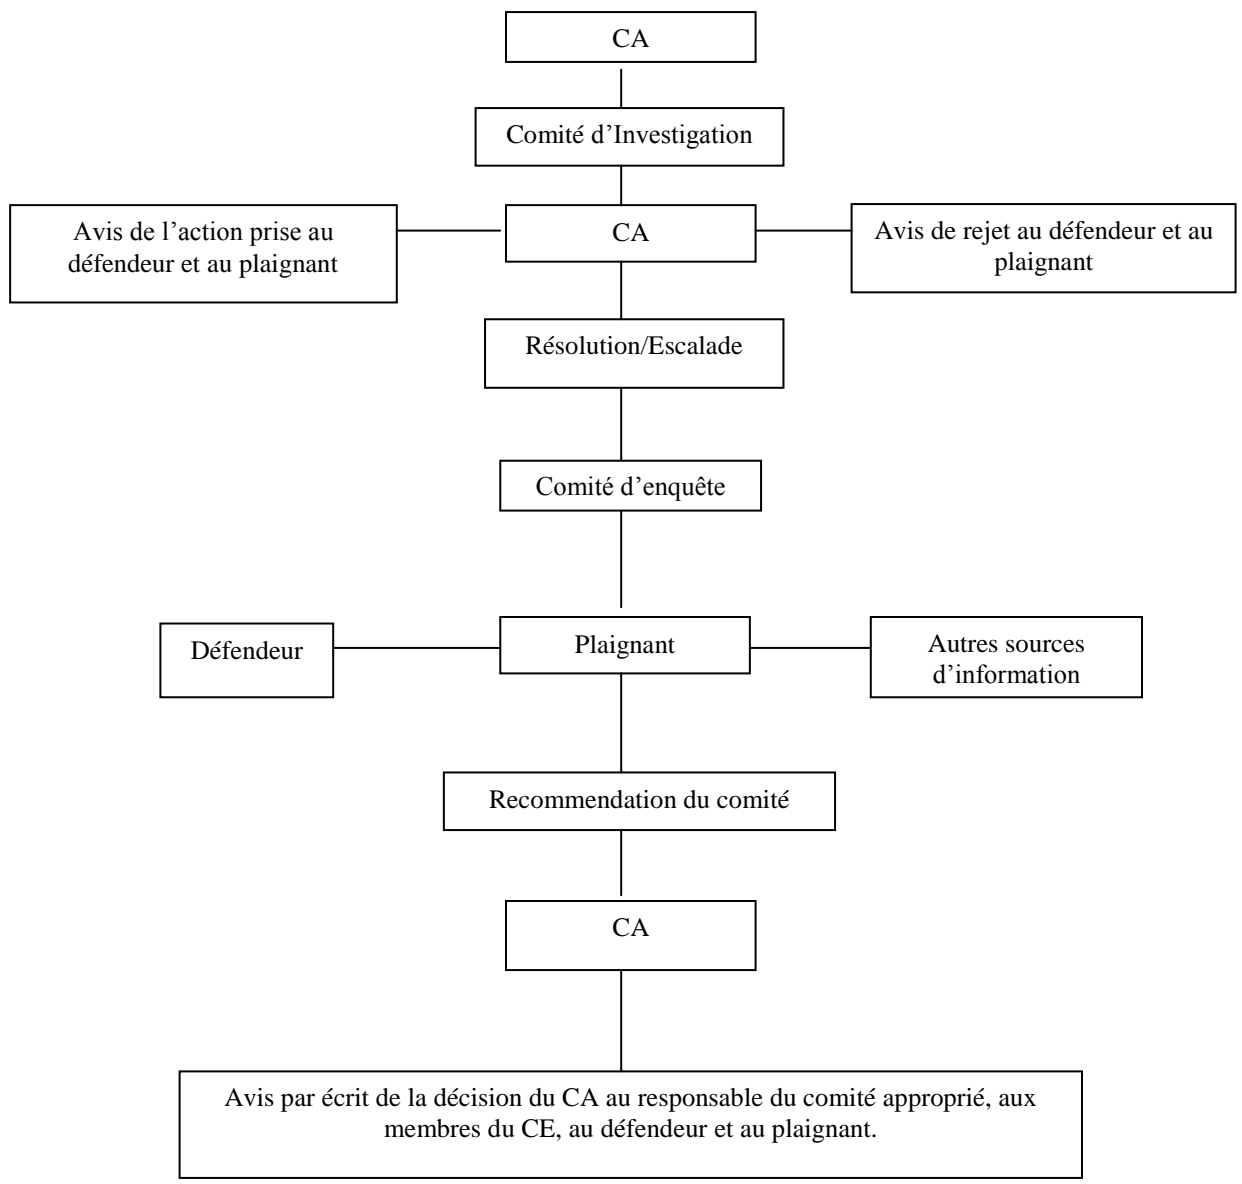 CA
Comité d’Investigation
Avis de l’action prise au
défendeur et au plaignant
CA
Avis de rejet au défendeur et au
plaignant
Résolution/Escalade
Comité d’enquête
Défendeur
Plaignant
Autres sources
d’information
Recommendation du comité
CA
Avis par écrit de la décision du CA au responsable du comité approprié, aux
membres du CE, au défendeur et au plaignant.